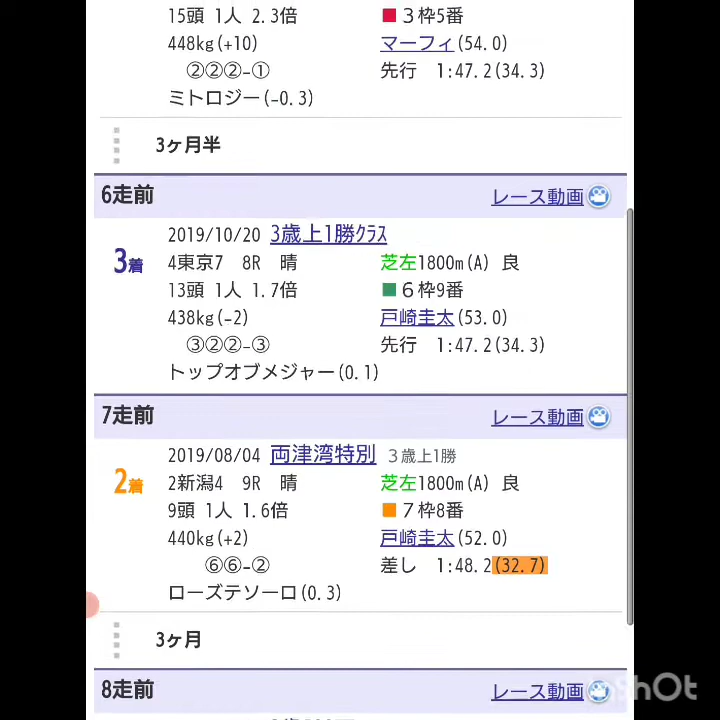 15頭 1人 2.3倍 ■3枠5番
448kg(+10) マーフィ(54.0)
②②②-① 先行 1:47.2(34.3)
ミトロジー(-0.3)
3ヶ月半
6走前 レース動画
2019/10/20 3歳上1勝クラス
3着 4東京7 8R 晴 芝左1800m(A) 良
13頭 1人 1.7倍 ■6枠9番
438kg(-2) 戸崎圭太(53.0)
③②②-③ 先行 1:47.2(34.3)
トップオブメジャー(0.1)
7走前 レース動画
2019/08/04 両津湾特別 3歳上1勝
2着 2新潟4 9R 晴 芝左1800m(A) 良
9頭 1人 1.6倍 ■7枠8番
440kg(+2) 戸崎圭太(52.0)
⑥⑥-② 差し 1:48.2(32.7)
ローズテソーロ(0.3)
3ヶ月
8走前 レース動画